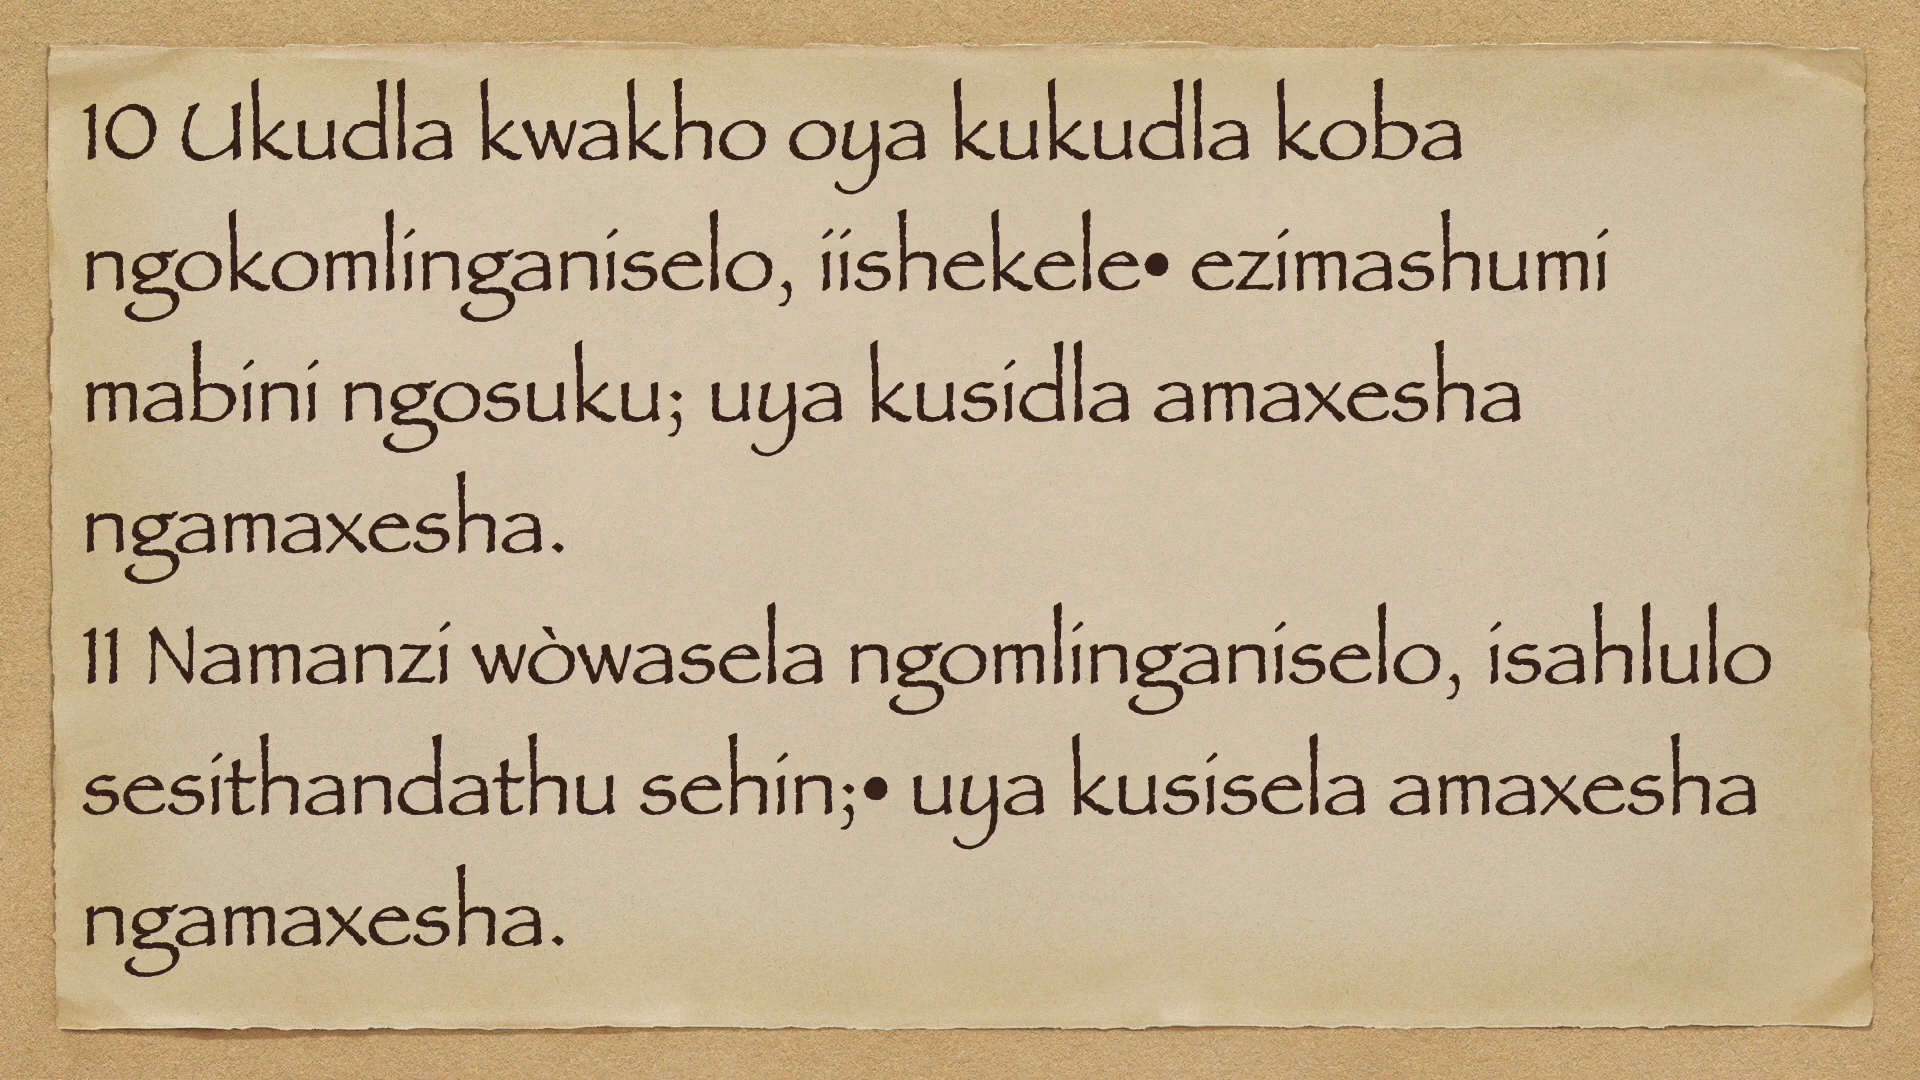 10 Ukudla kwakho oya kukudla koba
ngokomlinganiselo, iishekele• ezimashumi
mabini ngosuku; uya kusidla amaxesha
ngamaxesha.
11 Namanzi wòwasela ngomlinganiselo, isahlulo
sesithandathu sehin;• uya kusisela amaxesha
ngamaxesha.